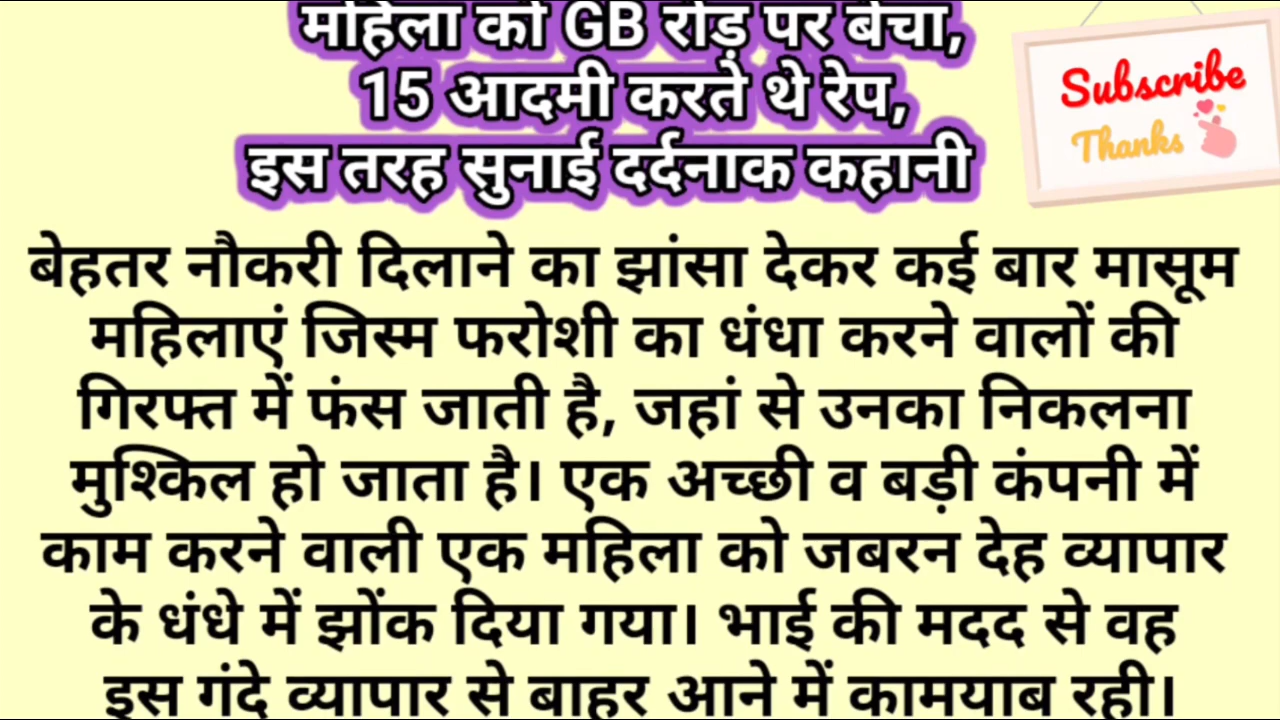 महिला को GB रोड़ पर बेचा,
15 आदमी करते थे रेप,
इस तरह सुनाई दर्दनाक कहानी
Subscribe
Thanks
बेहतर नौकरी दिलाने का झांसा देकर कई बार मासूम
महिलाएं जिस्म फरोशी का धंधा करने वालों की
गिरफ्त में फंस जाती है, जहां से उनका निकलना
मुश्किल हो जाता है। एक अच्छी व बड़ी कंपनी में
काम करने वाली एक महिला को जबरन देह व्यापार
के धंधे में झोंक दिया गया। भाई की मदद से वह
इस गंदे व्यापार से बाहर आने में कामयाब रही।